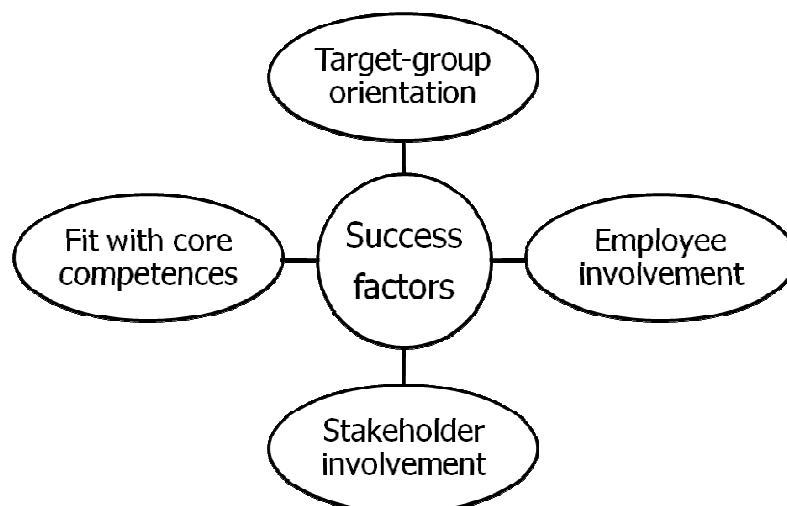 Target-group
orientation
Fit with core
competences
Success
factors
Employee
involvement
Stakeholder
involvement